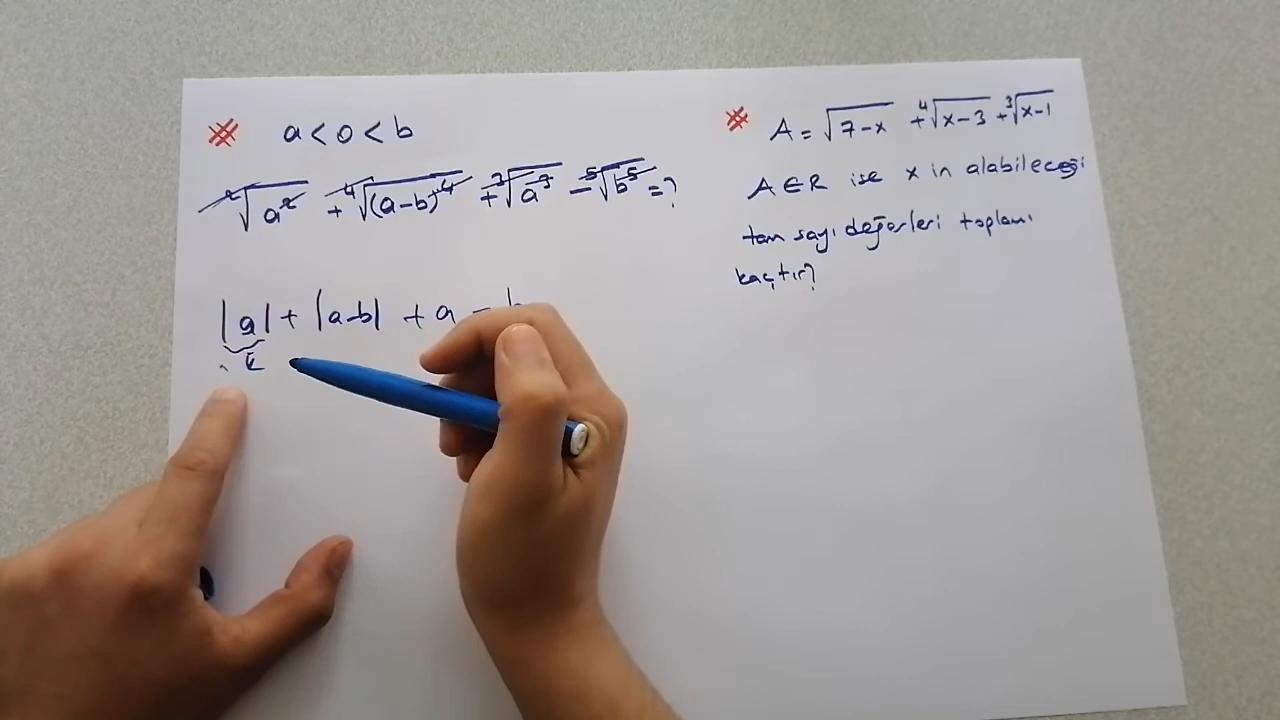 a < 0 < b
²√a² + ⁴√(a-b)⁴ + ³√a³ - ⁵√b⁵ = ?
|a| + |a-b| + a - b
A = √7-x + ⁴√x-3 + ³√x-1
A ∈ R ise x in alabileceği
tam sayı değerleri toplamı
kaçtır?